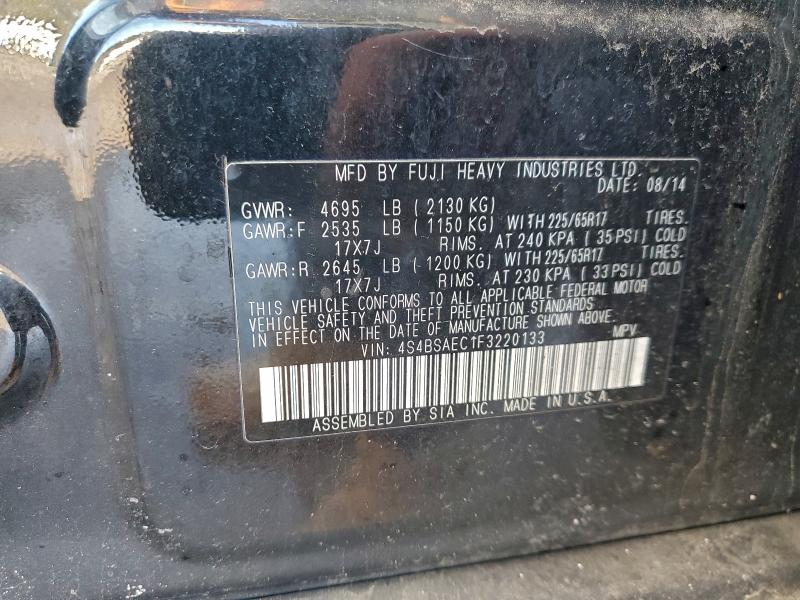 MFD BY FUJI HEAVY INDUSTRIES LTD.
DATE: 08/14
GVWR: 4695 LB ( 2130 KG)
GAWR:F 2535 LB ( 1150 KG) WITH 225/65R17 TIRES.
17X7J RIMS. AT 240 KPA ( 35 PSI) COLD
GAWR:R 2645 LB ( 1200 KG) WITH 225/65R17 TIRES.
17X7J RIMS. AT 230 KPA ( 33 PSI) COLD
THIS VEHICLE CONFORMS TO ALL APPLICABLE FEDERAL MOTOR
VEHICLE SAFETY AND THEFT PREVENTION STANDARDS
IN EFFECT ON THE DATE OF MANUFACTURE SHOWN ABOVE.
VIN: 4S4BSAEC1F3220133 MPV
ASSEMBLED BY SIA INC. MADE IN U.S.A.